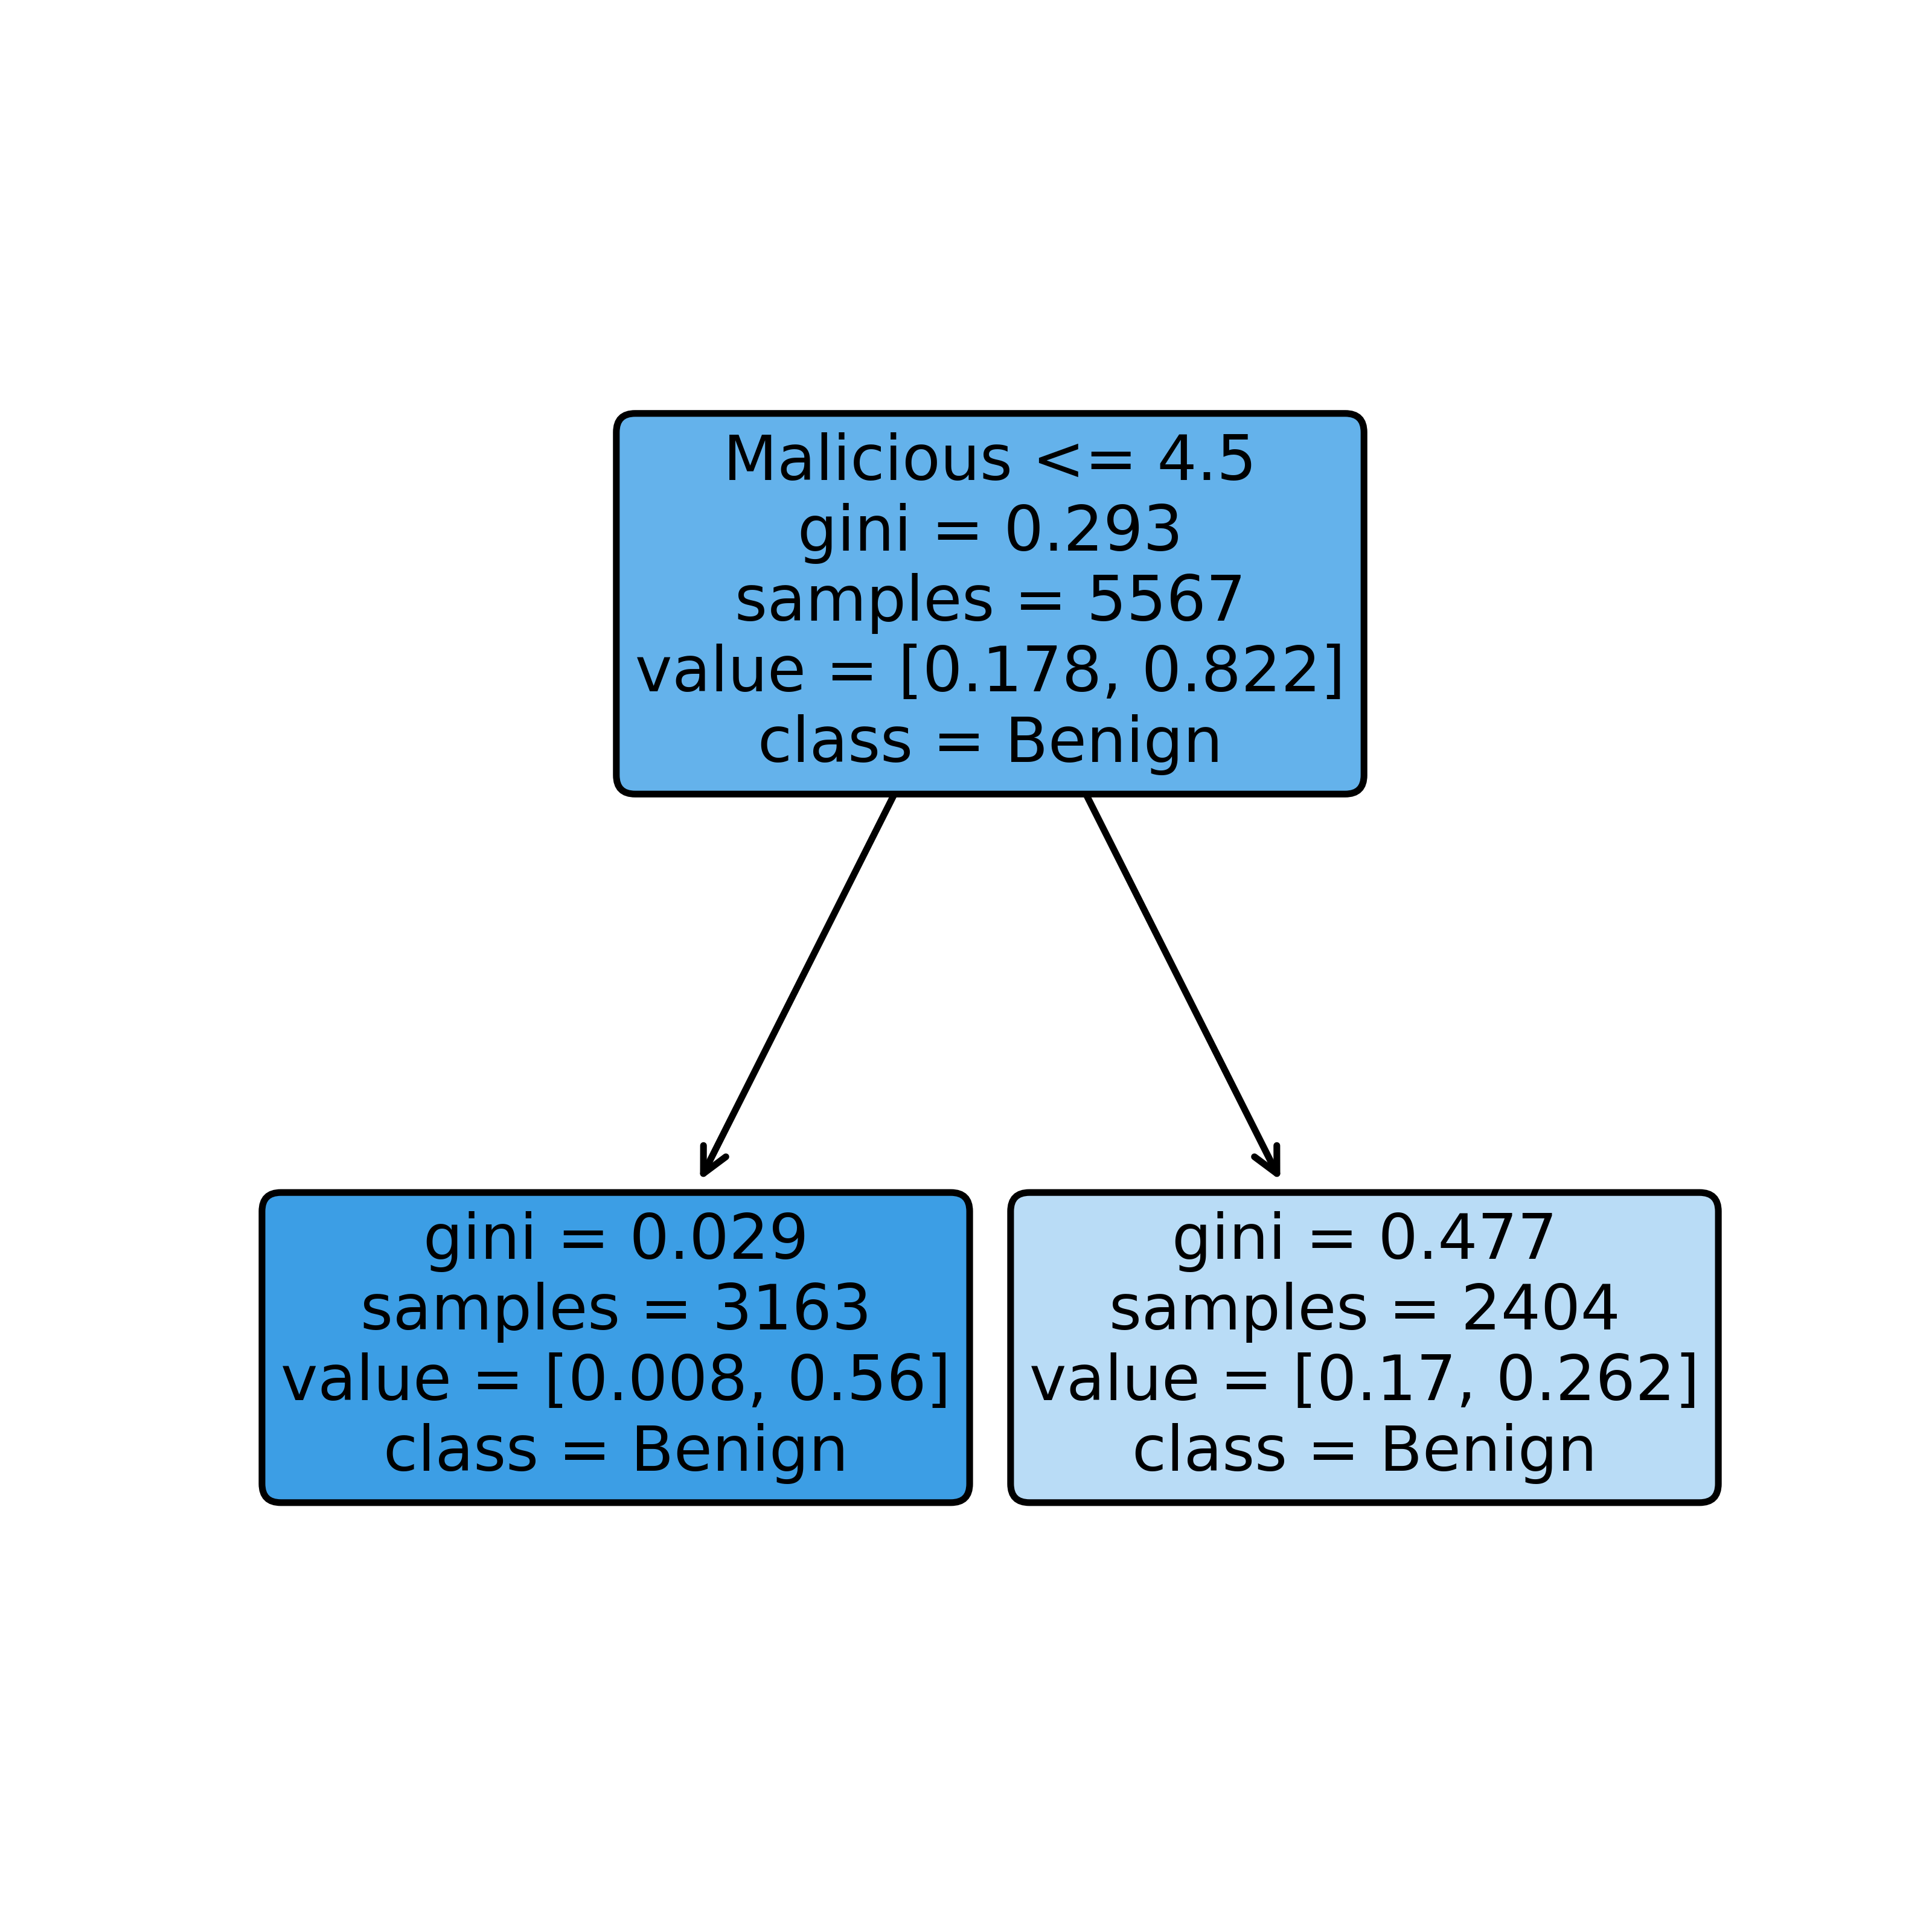 Malicious <= 4.5
gini = 0.293
samples = 5567
value = [0.178, 0.822]
class = Benign
gini = 0.029
samples = 3163
value = [0.008, 0.56]
class = Benign
gini = 0.477
samples = 2404
value = [0.17, 0.262]
class = Benign